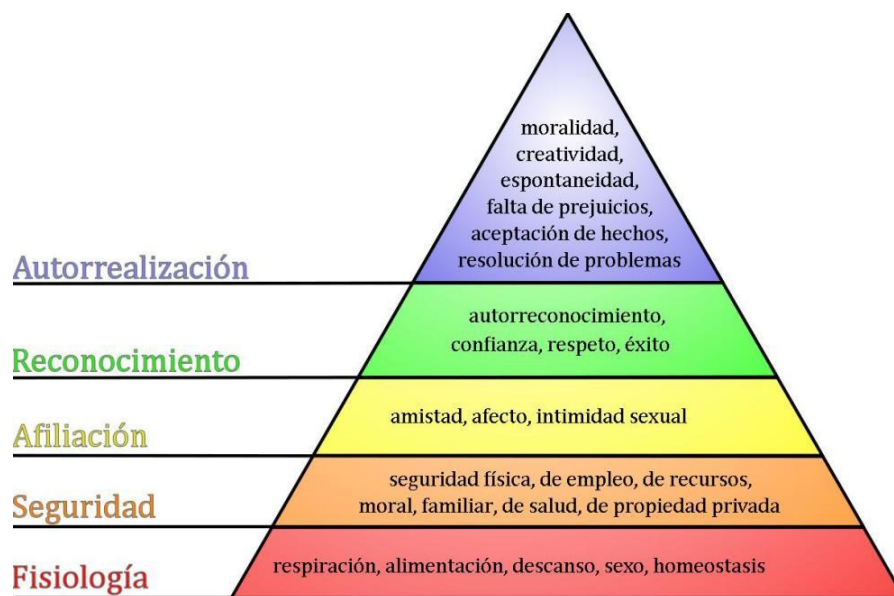 moralidad,
creatividad,
espontaneidad,
falta de prejuicios,
aceptación de hechos,
resolución de problemas
Autorrealización
autorreconocimiento,
confianza, respeto, éxito
Reconocimiento
amistad, afecto, intimidad sexual
Afiliación
seguridad física, de empleo, de recursos,
moral, familiar, de salud, de propiedad privada
Seguridad
respiración, alimentación, descanso, sexo, homeostasis
Fisiología